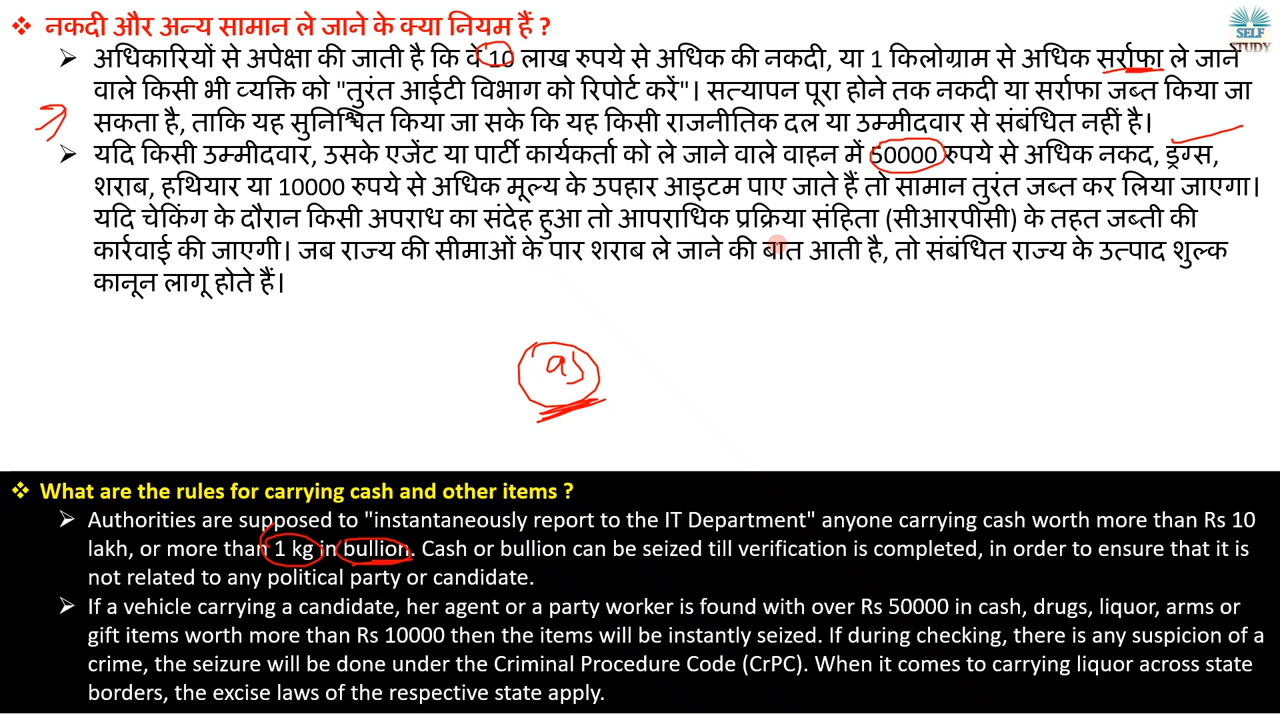 ❖ नकदी और अन्य सामान ले जाने के क्या नियम हैं ?
SELF
STUDY
➤ अधिकारियों से अपेक्षा की जाती है कि वे 10 लाख रुपये से अधिक की नकदी, या 1 किलोग्राम से अधिक सर्राफा ले जाने
वाले किसी भी व्यक्ति को "तुरंत आईटी विभाग को रिपोर्ट करें"। सत्यापन पूरा होने तक नकदी या सर्राफा जब्त किया जा
सकता है, ताकि यह सुनिश्चित किया जा सके कि यह किसी राजनीतिक दल या उम्मीदवार से संबंधित नहीं है।
➤ यदि किसी उम्मीदवार, उसके एजेंट या पार्टी कार्यकर्ता को ले जाने वाले वाहन में 50000 रुपये से अधिक नकद, ड्रग्स,
शराब, हथियार या 10000 रुपये से अधिक मूल्य के उपहार आइटम पाए जाते हैं तो सामान तुरंत जब्त कर लिया जाएगा।
यदि चेकिंग के दौरान किसी अपराध का संदेह हुआ तो आपराधिक प्रक्रिया संहिता (सीआरपीसी) के तहत जब्ती की
कार्रवाई की जाएगी। जब राज्य की सीमाओं के पार शराब ले जाने की बात आती है, तो संबंधित राज्य के उत्पाद शुल्क
कानून लागू होते हैं।
❖ What are the rules for carrying cash and other items ?
➤ Authorities are supposed to "instantaneously report to the IT Department" anyone carrying cash worth more than Rs 10
lakh, or more than 1 kg in bullion. Cash or bullion can be seized till verification is completed, in order to ensure that it is
not related to any political party or candidate.
➤ If a vehicle carrying a candidate, her agent or a party worker is found with over Rs 50000 in cash, drugs, liquor, arms or
gift items worth more than Rs 10000 then the items will be instantly seized. If during checking, there is any suspicion of a
crime, the seizure will be done under the Criminal Procedure Code (CrPC). When it comes to carrying liquor across state
borders, the excise laws of the respective state apply.